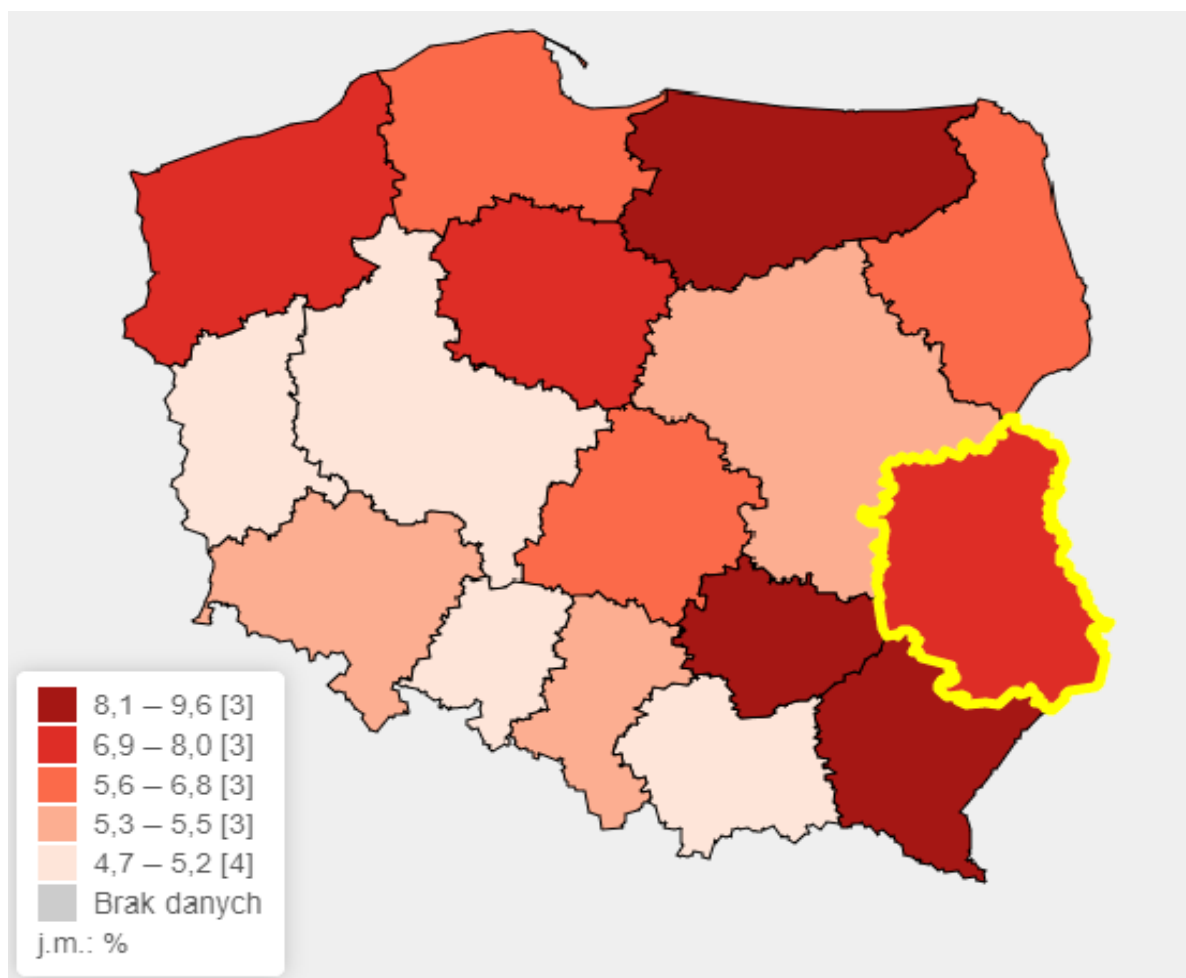 8,1 – 9,6 [3]
6,9 – 8,0 [3]
5,6 – 6,8 [3]
5,3 – 5,5 [3]
4,7 – 5,2 [4]
Brak danych
j.m.: %